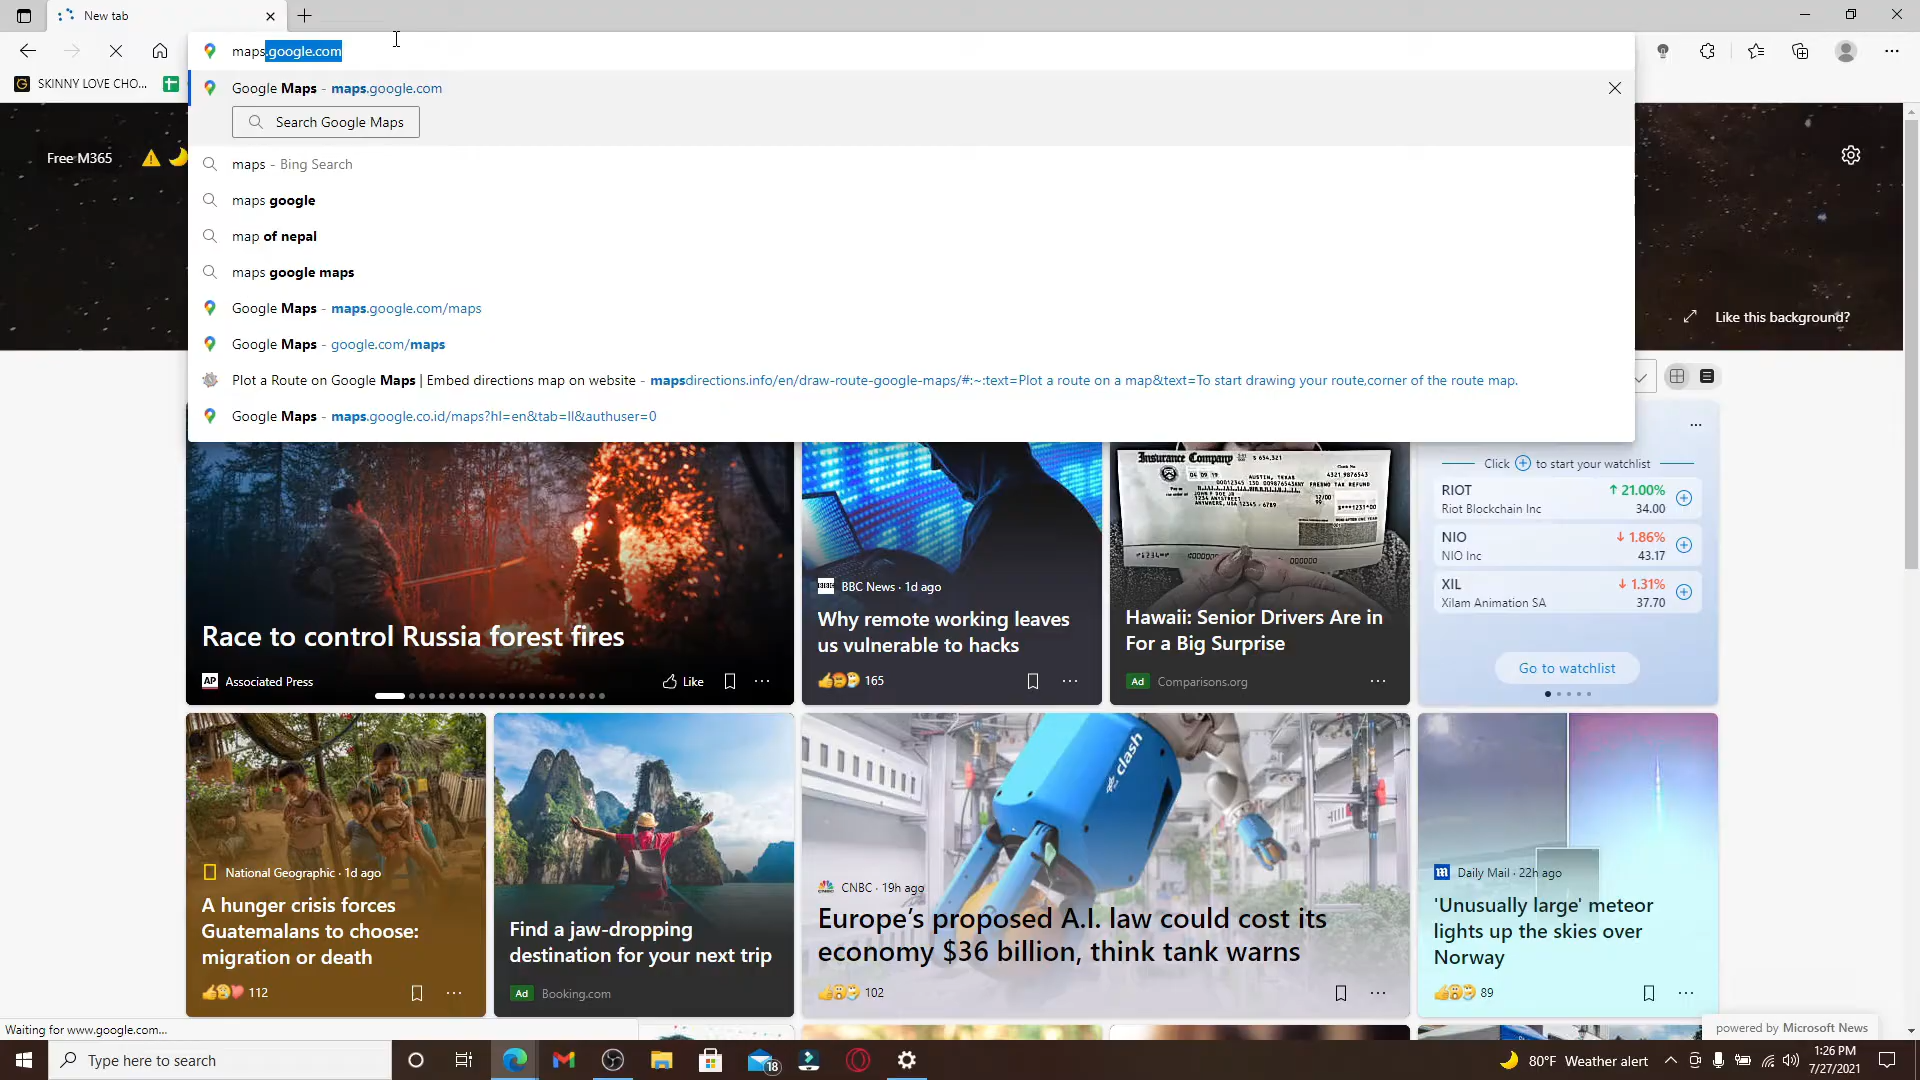 New tab
maps.google.com
SKINNY LOVE CHO...
Google Maps - maps.google.com
Search Google Maps
maps - Bing Search
maps google
map of nepal
maps google maps
Google Maps - maps.google.com/maps
Google Maps - google.com/maps
Plot a Route on Google Maps | Embed directions map on website - mapsdirections.info/en/draw-route-google-maps/#:~:text=Plot a route on a map&text=To start drawing your route,corner of the route map.
Google Maps - maps.google.co.id/maps?hl=en&tab=ll&authuser=0
Free M365
Like this background?
Race to control Russia forest fires
AP Associated Press
Like
BBC News · 1d ago
Why remote working leaves
us vulnerable to hacks
165
Insurance Company
Hawaii: Senior Drivers Are in
For a Big Surprise
Ad Comparisons.org
Click + to start your watchlist
RIOT 21.00%
Riot Blockchain Inc 34.00
NIO 1.86%
NIO Inc 43.17
XIL 1.31%
Xilam Animation SA 37.70
Go to watchlist
National Geographic · 1d ago
A hunger crisis forces
Guatemalans to choose:
migration or death
112
Find a jaw-dropping
destination for your next trip
Ad Booking.com
clash
CNBC · 19h ago
Europe's proposed A.I. law could cost its
economy $36 billion, think tank warns
102
Daily Mail · 22h ago
'Unusually large' meteor
lights up the skies over
Norway
89
Waiting for www.google.com...
powered by Microsoft News
Type here to search
18
80°F Weather alert
1:26 PM
7/27/2021